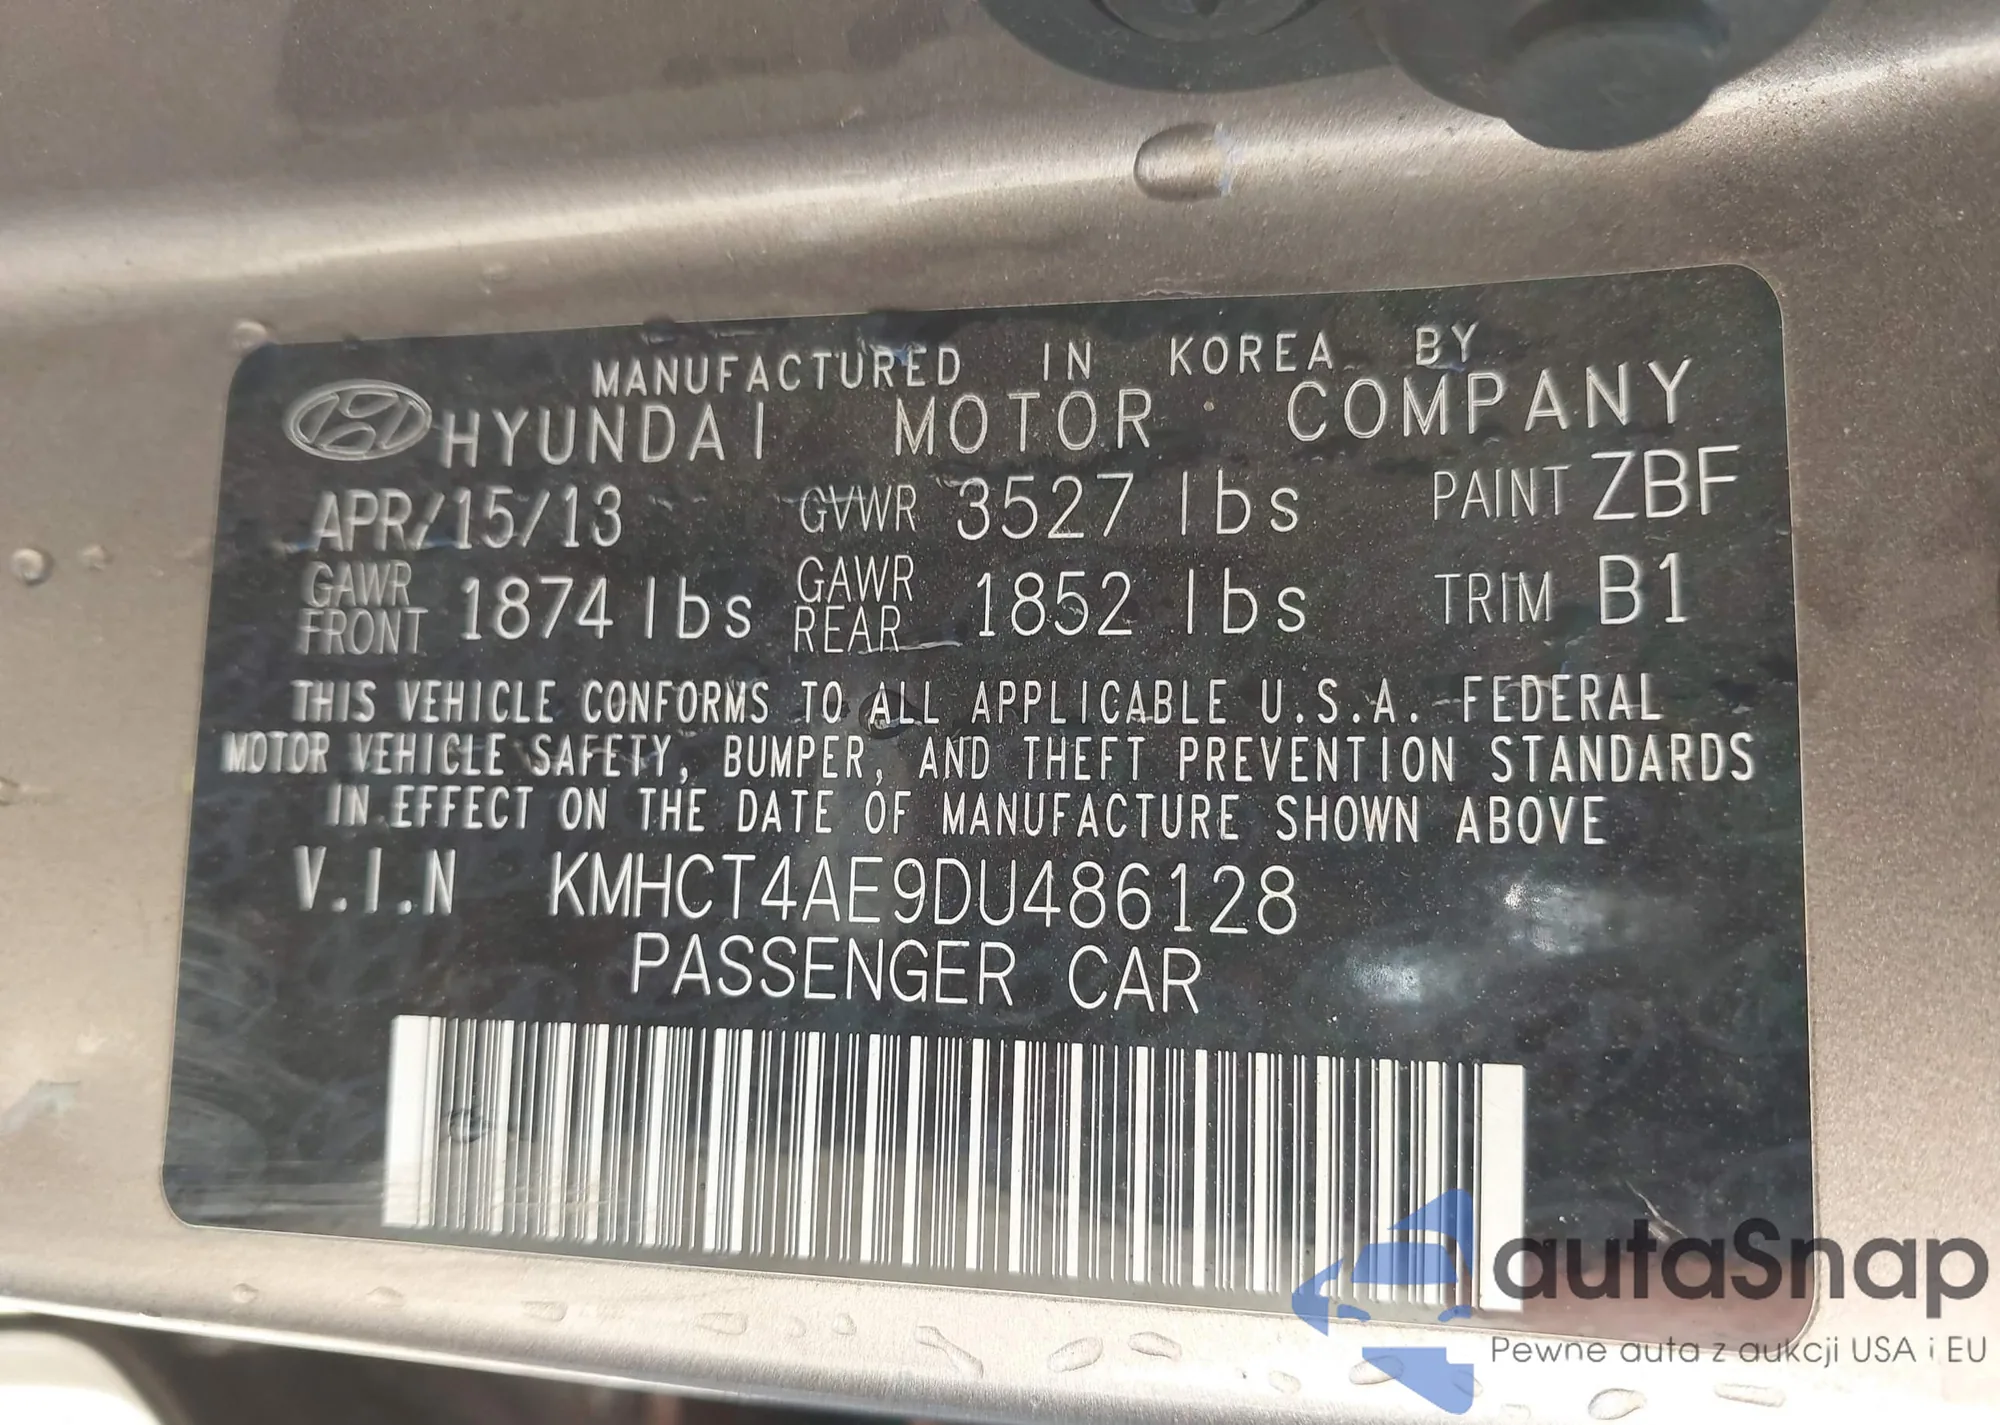 MANUFACTURED IN KOREA BY
HYUNDAI MOTOR COMPANY
APR/15/13 GVWR 3527 lbs PAINT ZBF
GAWR FRONT 1874 lbs GAWR REAR 1852 lbs TRIM B1
THIS VEHICLE CONFORMS TO ALL APPLICABLE U.S.A. FEDERAL
MOTOR VEHICLE SAFETY, BUMPER, AND THEFT PREVENTION STANDARDS
IN EFFECT ON THE DATE OF MANUFACTURE SHOWN ABOVE
V.I.N KMHCT4AE9DU486128
PASSENGER CAR
autaSnap
Pewne auta z aukcji USA i EU